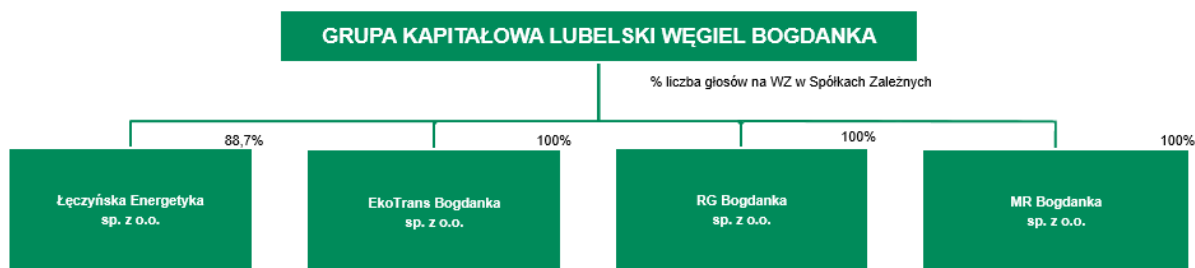 GRUPA KAPITAŁOWA LUBELSKI WĘGIEL BOGDANKA
% liczba głosów na WZ w Spółkach Zależnych
88,7%
100%
100%
100%
Łęczyńska Energetyka
sp. z o.o.
EkoTrans Bogdanka
sp. z o.o.
RG Bogdanka
sp. z o.o.
MR Bogdanka
sp. z o.o.